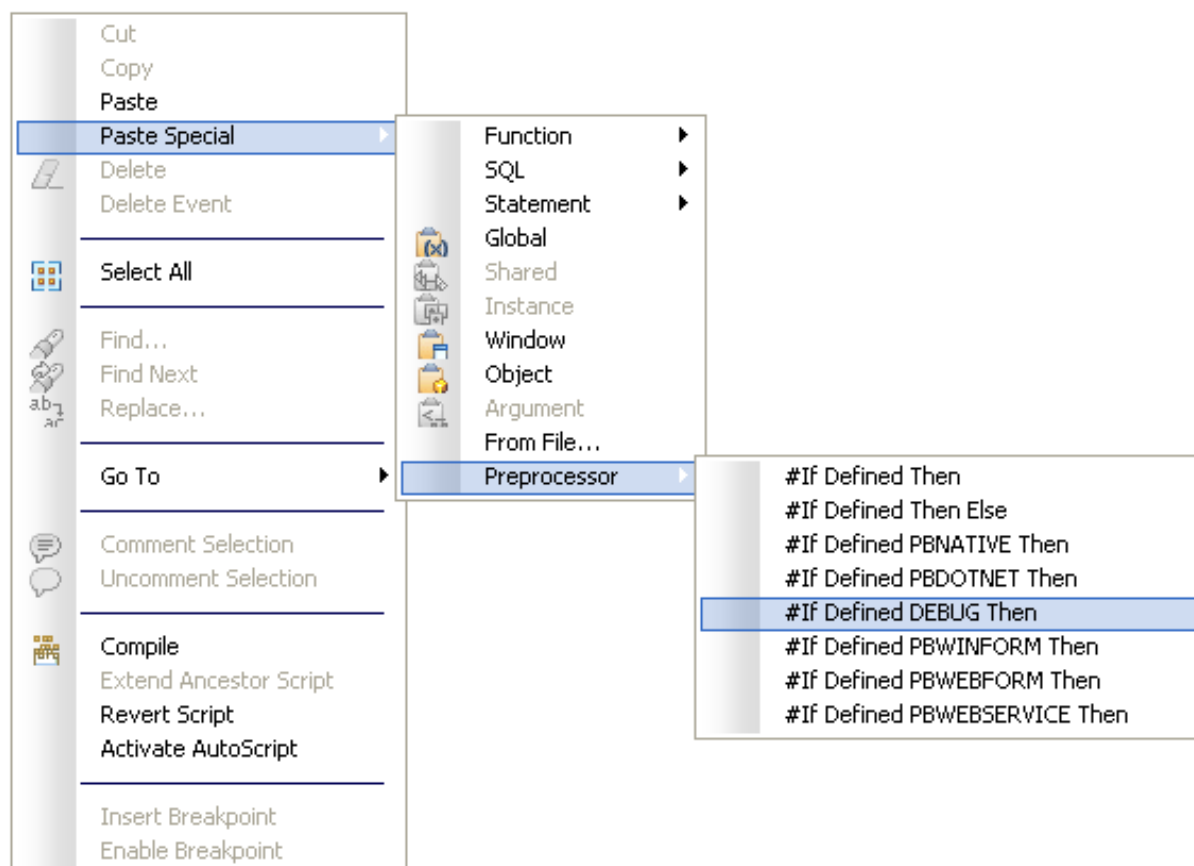 Cut
Copy
Paste
Paste Special
Delete
Delete Event
Select All
Find...
Find Next
Replace...
Go To
Comment Selection
Uncomment Selection
Compile
Extend Ancestor Script
Revert Script
Activate AutoScript
Insert Breakpoint
Enable Breakpoint
Function
SQL
Statement
Global
Shared
Instance
Window
Object
Argument
From File...
Preprocessor
#If Defined Then
#If Defined Then Else
#If Defined PBNATIVE Then
#If Defined PBDOTNET Then
#If Defined DEBUG Then
#If Defined PBWINFORM Then
#If Defined PBWEBFORM Then
#If Defined PBWEBSERVICE Then